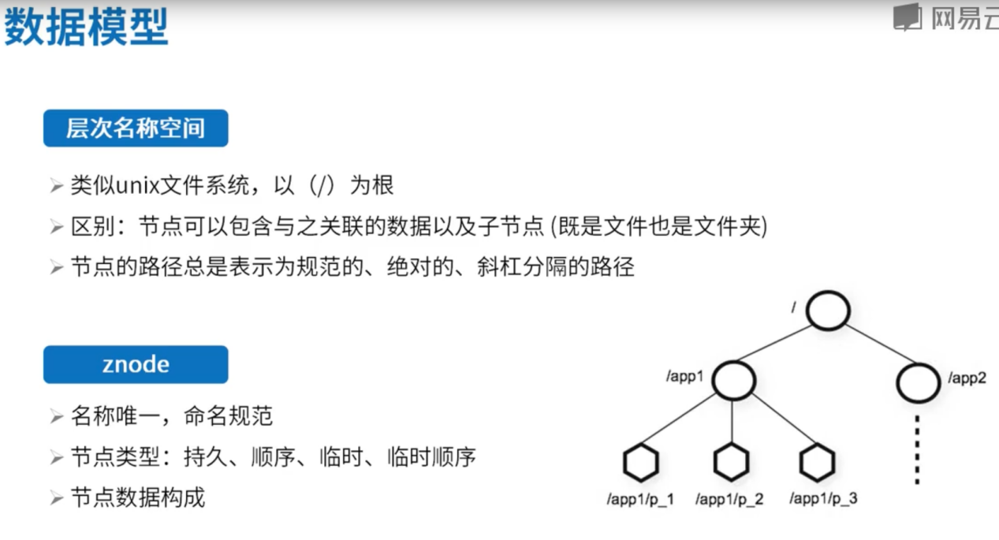 数据模型
网易云
层次名称空间
类似unix文件系统，以（/）为根
区别：节点可以包含与之关联的数据以及子节点 (既是文件也是文件夹)
节点的路径总是表示为规范的、绝对的、斜杠分隔的路径
znode
名称唯一，命名规范
节点类型：持久、顺序、临时、临时顺序
节点数据构成
/
/app1
/app2
/app1/p_1
/app1/p_2
/app1/p_3